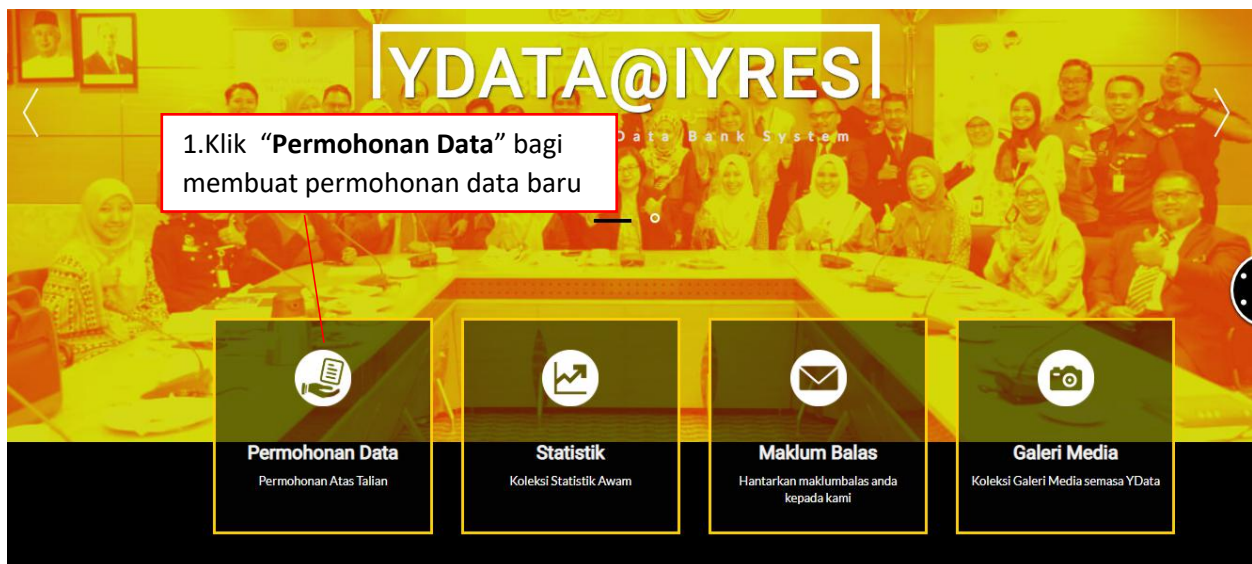 YDATA@IYRES
Data Bank System
1.Klik “Permohonan Data” bagi
membuat permohonan data baru
Permohonan Data
Permohonan Atas Talian
Statistik
Koleksi Statistik Awam
Maklum Balas
Hantarkan maklumbalas anda
kepada kami
Galeri Media
Koleksi Galeri Media semasa YData